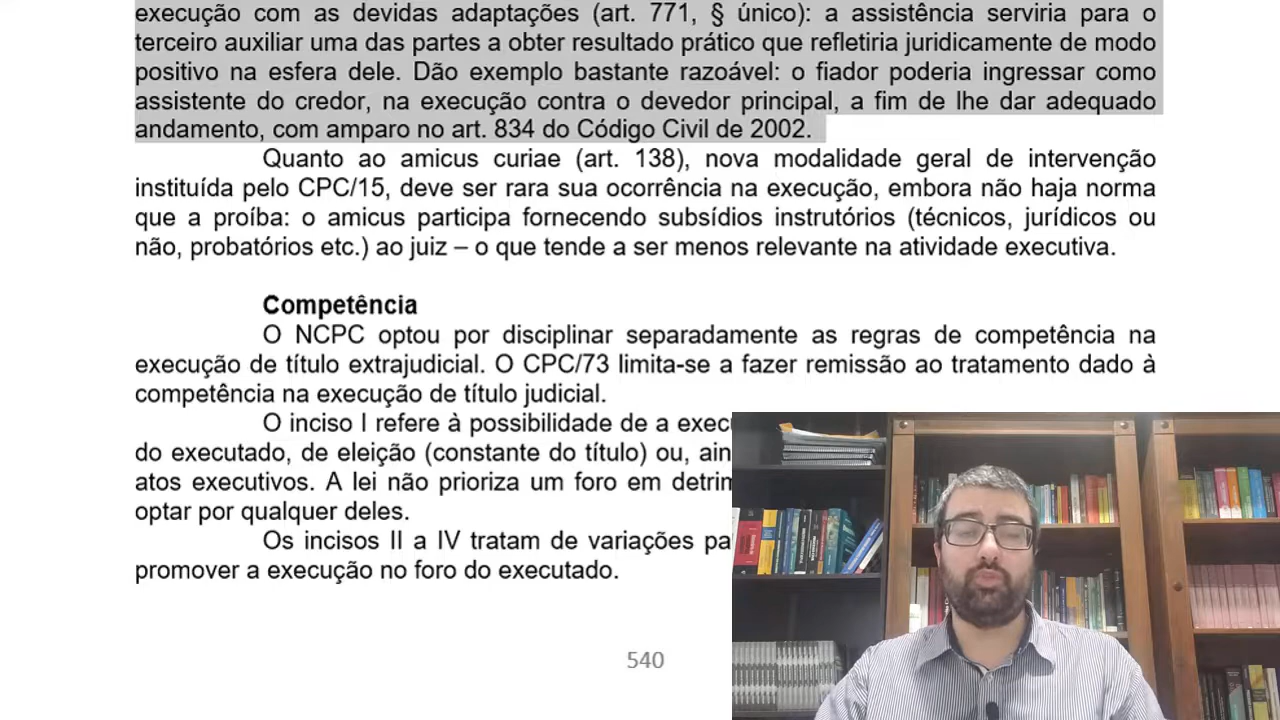 execução com as devidas adaptações (art. 771, § único): a assistência serviria para o
terceiro auxiliar uma das partes a obter resultado prático que refletiria juridicamente de modo
positivo na esfera dele. Dão exemplo bastante razoável: o fiador poderia ingressar como
assistente do credor, na execução contra o devedor principal, a fim de lhe dar adequado
andamento, com amparo no art. 834 do Código Civil de 2002.
Quanto ao amicus curiae (art. 138), nova modalidade geral de intervenção
instituída pelo CPC/15, deve ser rara sua ocorrência na execução, embora não haja norma
que a proíba: o amicus participa fornecendo subsídios instrutórios (técnicos, jurídicos ou
não, probatórios etc.) ao juiz – o que tende a ser menos relevante na atividade executiva.
Competência
O NCPC optou por disciplinar separadamente as regras de competência na
execução de título extrajudicial. O CPC/73 limita-se a fazer remissão ao tratamento dado à
competência na execução de título judicial.
O inciso I refere à possibilidade de a execu
do executado, de eleição (constante do título) ou, ain
atos executivos. A lei não prioriza um foro em detrim
optar por qualquer deles.
Os incisos II a IV tratam de variações pa
promover a execução no foro do executado.
540